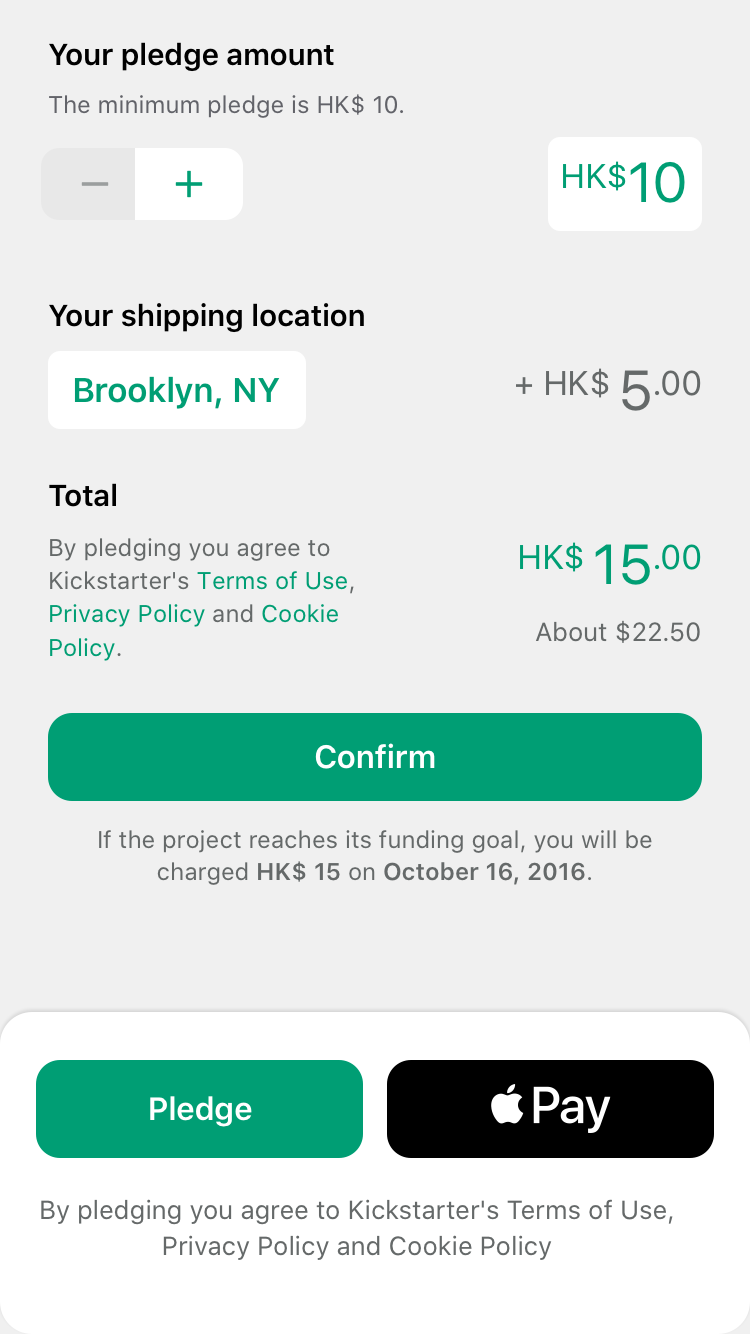 Your pledge amount
The minimum pledge is HK$ 10.
HK$10
Your shipping location
Brooklyn, NY
+ HK$ 5.00
Total
By pledging you agree to
Kickstarter's Terms of Use,
Privacy Policy and Cookie
Policy.
HK$ 15.00
About $22.50
Confirm
If the project reaches its funding goal, you will be
charged HK$ 15 on October 16, 2016.
Pledge
Pay
By pledging you agree to Kickstarter's Terms of Use,
Privacy Policy and Cookie Policy